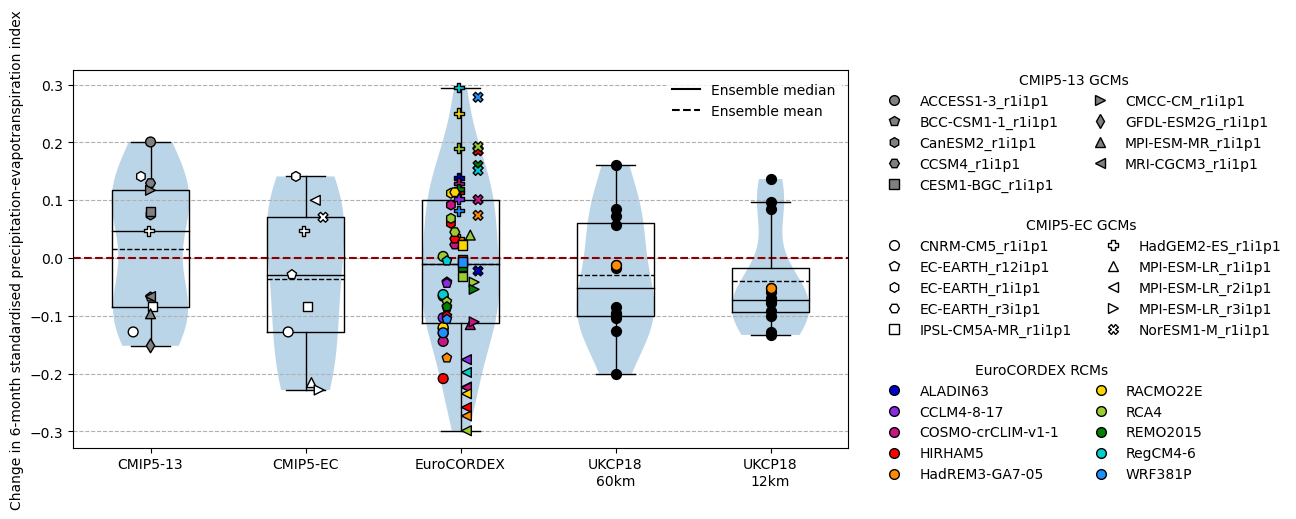 Change in 6-month standardised precipitation-evapotranspiration index
0.3
0.2
0.1
0.0
−0.1
−0.2
−0.3
Ensemble median
Ensemble mean
CMIP5-13
CMIP5-EC
EuroCORDEX
UKCP18
60km
UKCP18
12km
CMIP5-13 GCMs
ACCESS1-3_r1i1p1
BCC-CSM1-1_r1i1p1
CanESM2_r1i1p1
CCSM4_r1i1p1
CESM1-BGC_r1i1p1
CMCC-CM_r1i1p1
GFDL-ESM2G_r1i1p1
MPI-ESM-MR_r1i1p1
MRI-CGCM3_r1i1p1
CMIP5-EC GCMs
CNRM-CM5_r1i1p1
EC-EARTH_r12i1p1
EC-EARTH_r1i1p1
EC-EARTH_r3i1p1
IPSL-CM5A-MR_r1i1p1
HadGEM2-ES_r1i1p1
MPI-ESM-LR_r1i1p1
MPI-ESM-LR_r2i1p1
MPI-ESM-LR_r3i1p1
NorESM1-M_r1i1p1
EuroCORDEX RCMs
ALADIN63
CCLM4-8-17
COSMO-crCLIM-v1-1
HIRHAM5
HadREM3-GA7-05
RACMO22E
RCA4
REMO2015
RegCM4-6
WRF381P